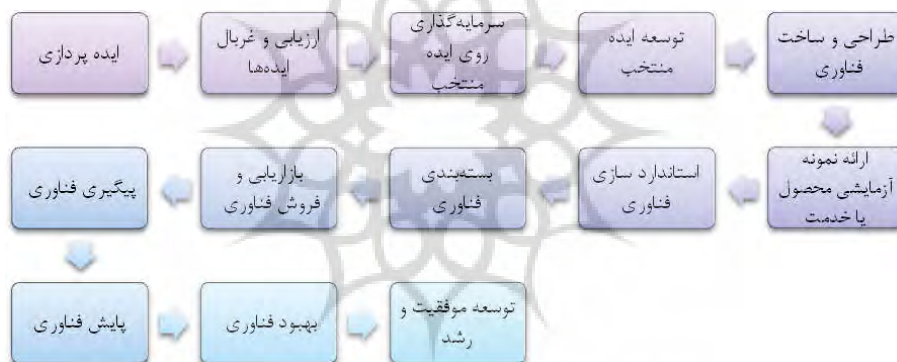 ایده پردازی
ارزیابی و غربال
ایده‌ها
سرمایه‌گذاری
روی ایده
منتخب
توسعه ایده
منتخب
طراحی و ساخت
فناوری
ارائه نمونه
آزمایشی محصول
یا خدمت
استاندارد سازی
فناوری
بسته‌بندی
فناوری
بازاریابی و
فروش فناوری
پیگیری فناوری
پایش فناوری
بهبود فناوری
توسعه موفقیت و
رشد